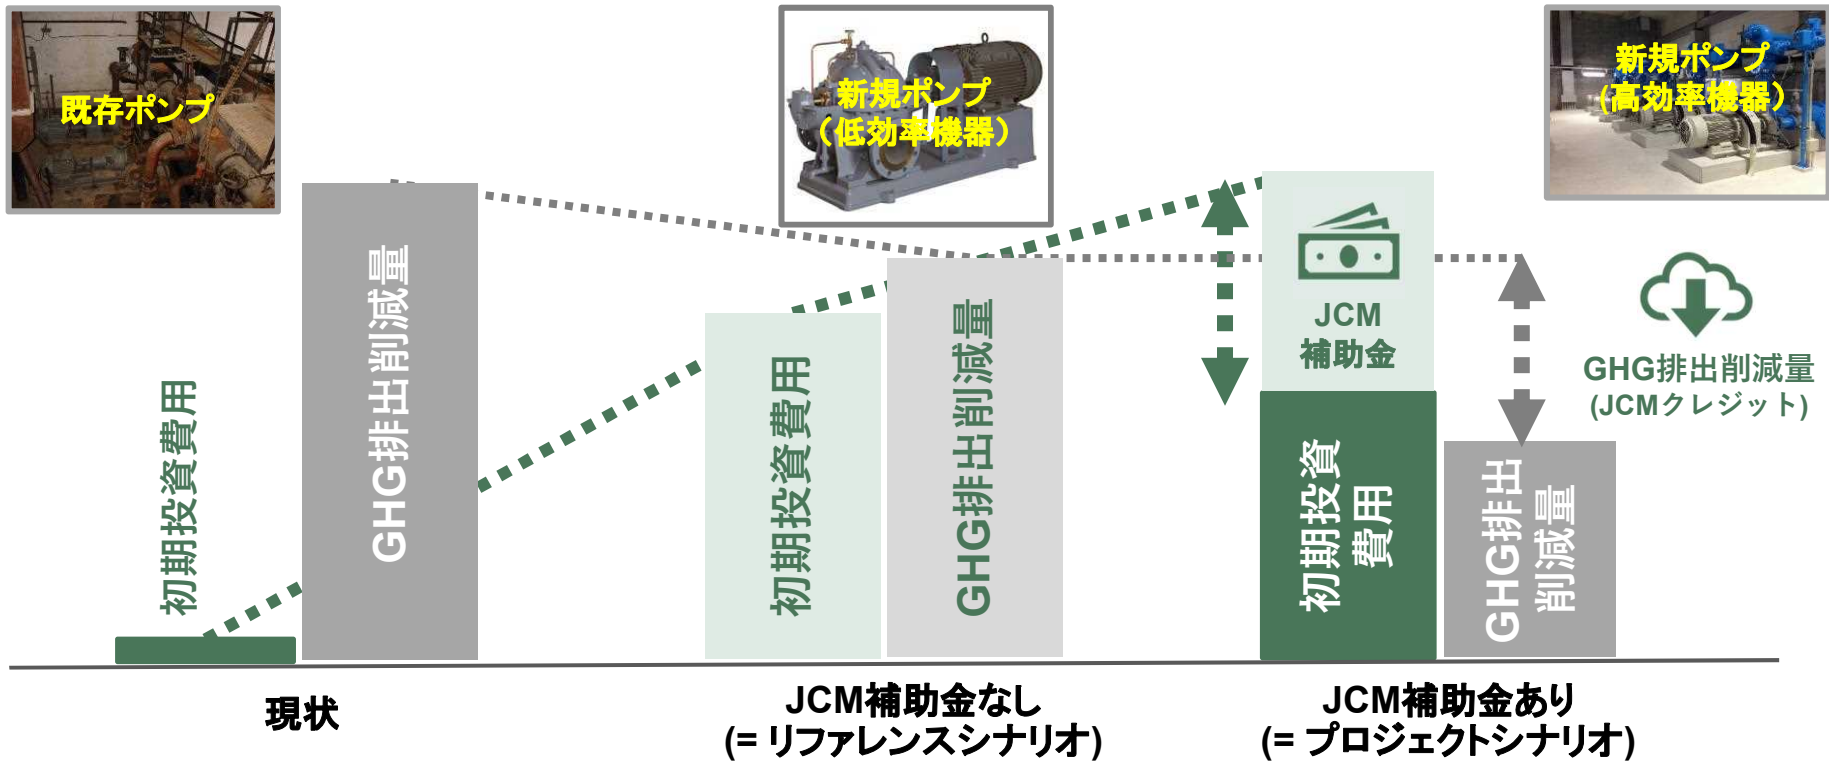 既存ポンプ
新規ポンプ
（低効率機器）
新規ポンプ
(高効率機器）
初期投資費用
GHG排出削減量
初期投資費用
GHG排出削減量
JCM
補助金
初期投資
費用
GHG排出
削減量
GHG排出削減量
(JCMクレジット)
現状
JCM補助金なし
(= リファレンスシナリオ)
JCM補助金あり
(= プロジェクトシナリオ)